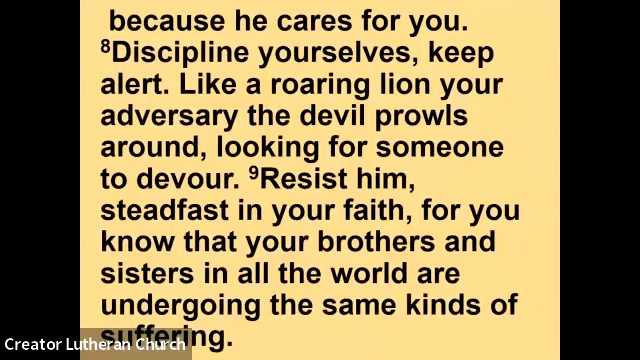 because he cares for you.
⁸Discipline yourselves, keep
alert. Like a roaring lion your
adversary the devil prowls
around, looking for someone
to devour. ⁹Resist him,
steadfast in your faith, for you
know that your brothers and
sisters in all the world are
undergoing the same kinds of
suffering.
Creator Lutheran Church